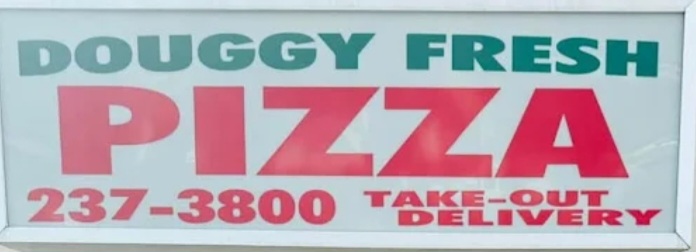 DOUGGY FRESH
PIZZA
237-3800 TAKE-OUT
DELIVERY